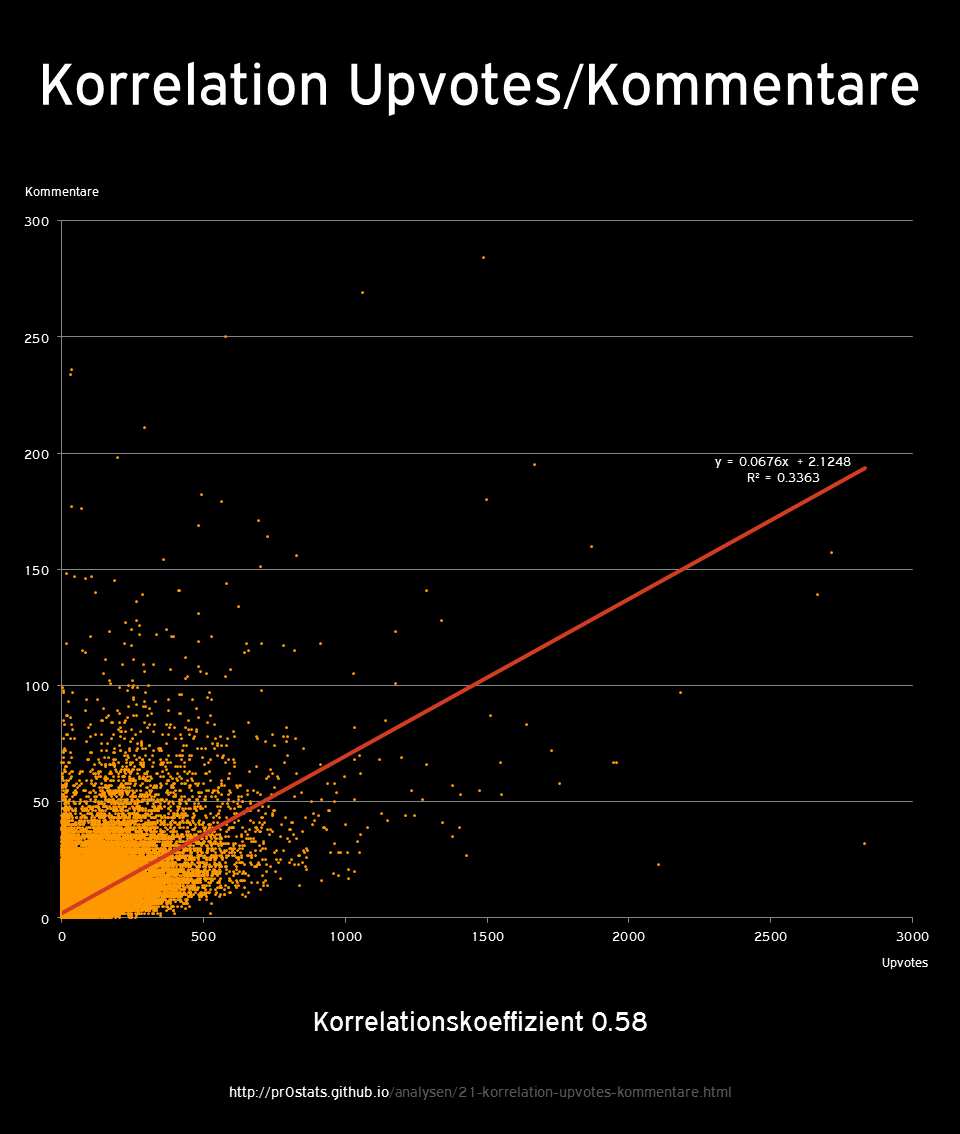 Korrelation Upvotes/Kommentare
Kommentare
300
250
200
y = 0.0676x + 2.1248
R² = 0.3363
150
100
50
0
0 500 1000 1500 2000 2500 3000
Upvotes
Korrelationskoeffizient 0.58
http://pr0stats.github.io/analysen/21-korrelation-upvotes-kommentare.html